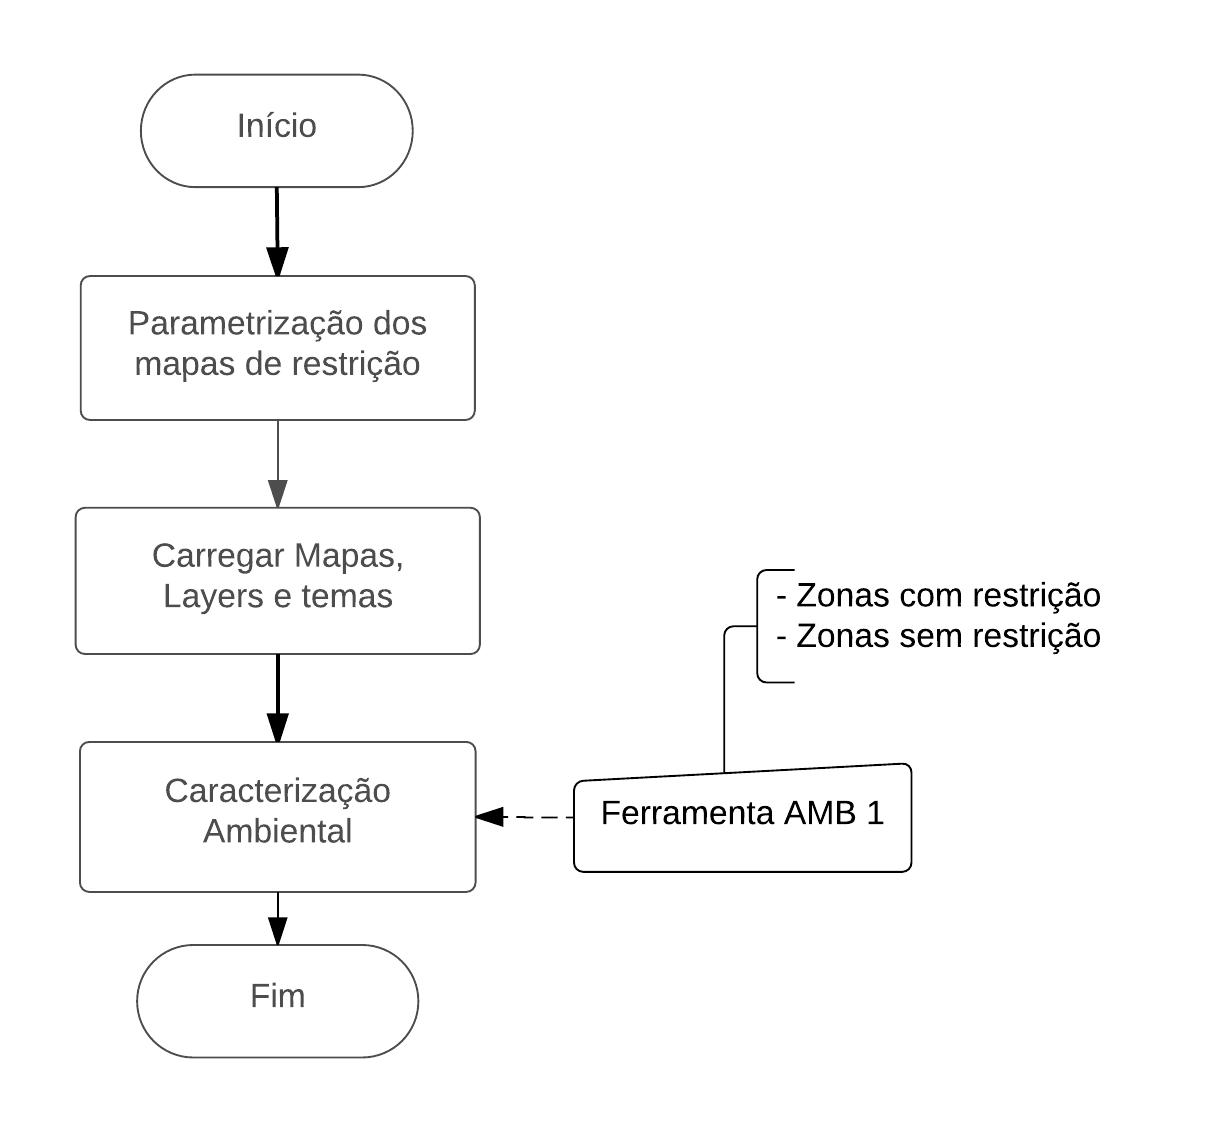 Início
Parametrização dos
mapas de restrição
Carregar Mapas,
Layers e temas
- Zonas com restrição
- Zonas sem restrição
Caracterização
Ambiental
Ferramenta AMB 1
Fim